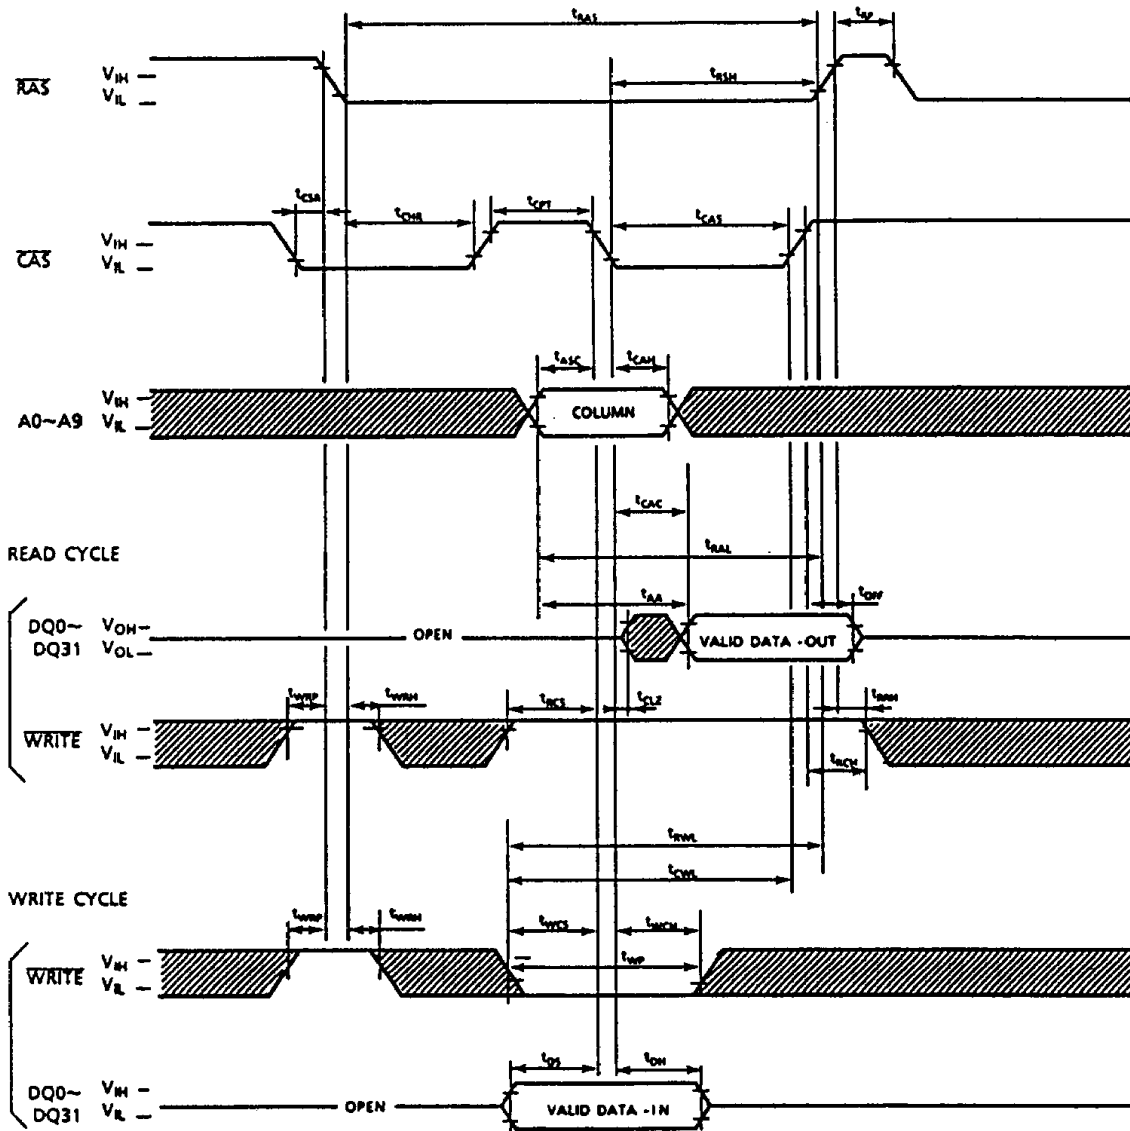 tRAS
tRP
RAS
VIH
VIL
tRSH
tCSR
tCHR
tCPT
tCAS
CAS
VIH
VIL
tASC
tCAH
A0~A9
VIH
VIL
COLUMN
tCAC
tRAL
READ CYCLE
tAA
tOFF
DQ0~
DQ31
VOH
VOL
OPEN
VALID DATA - OUT
tWRP
tWRH
tRCS
tCLZ
tRRH
WRITE
VIH
VIL
tRCH
tRWL
tCWL
WRITE CYCLE
tWRP
tWRH
tWCS
tWCH
WRITE
VIH
VIL
tWP
tDS
tDH
DQ0~
DQ31
VIH
VIL
OPEN
VALID DATA - IN